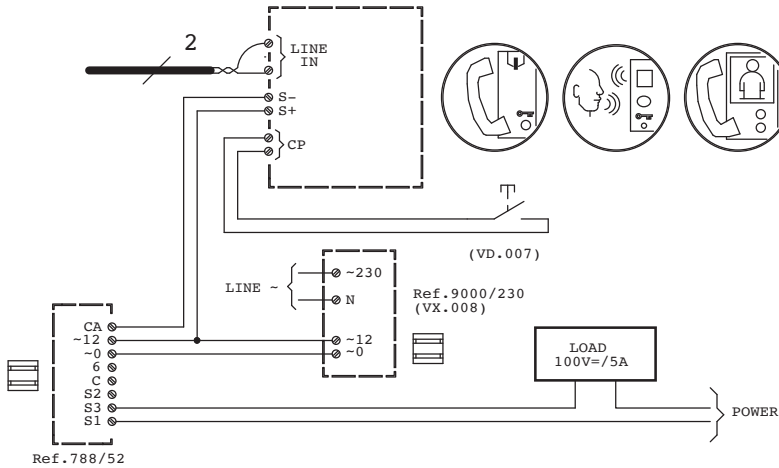 2
LINE
IN
S-
S+
CP
(VD.007)
~230
LINE ~
N
Ref.9000/230
(VX.008)
~12
~0
CA
~12
~0
6
C
S2
S3
S1
LOAD
100V=/5A
POWER
Ref.788/52